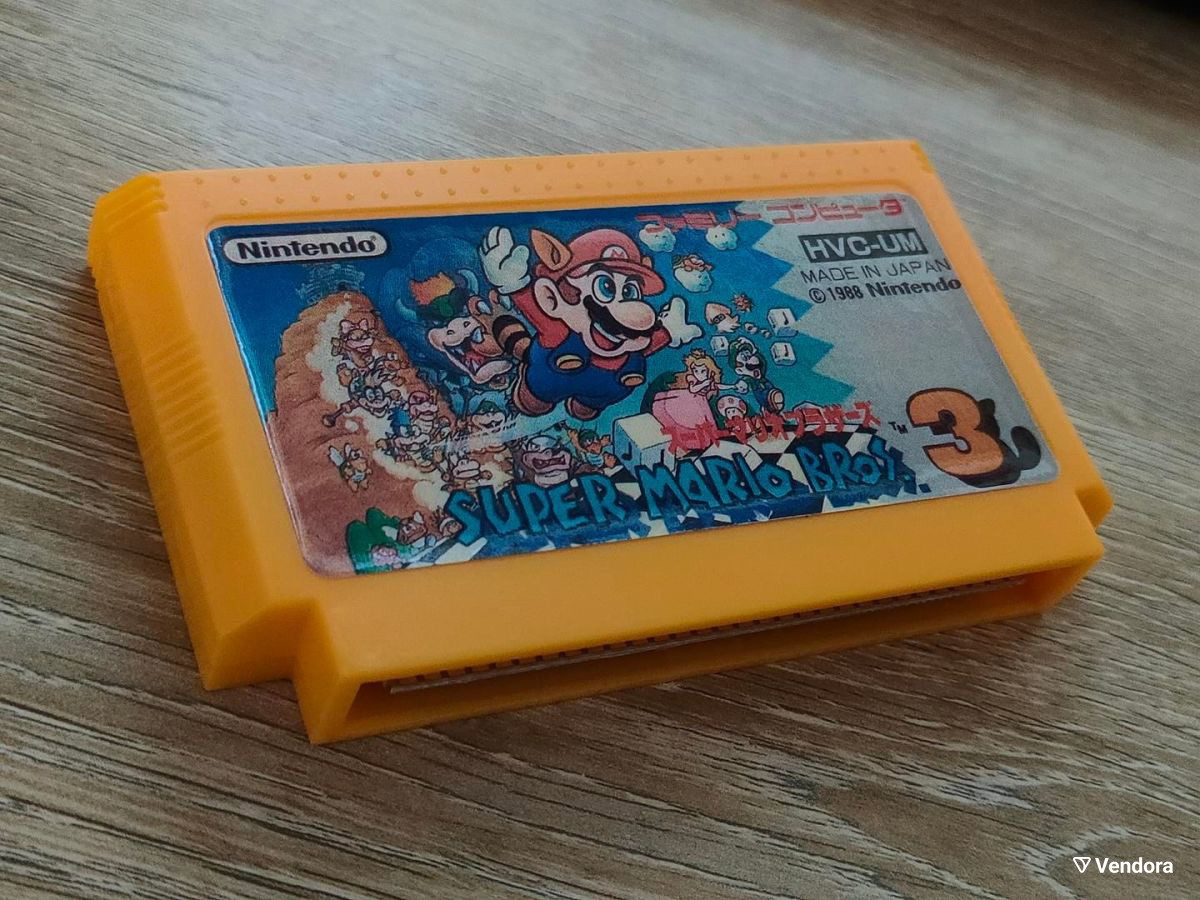 Nintendo
ファミリー コンピュータ
HVC-UM
MADE IN JAPAN
©1988 Nintendo
スーパーマリオブラザーズ
SUPER MARIO BROS. ™ 3
Vendora